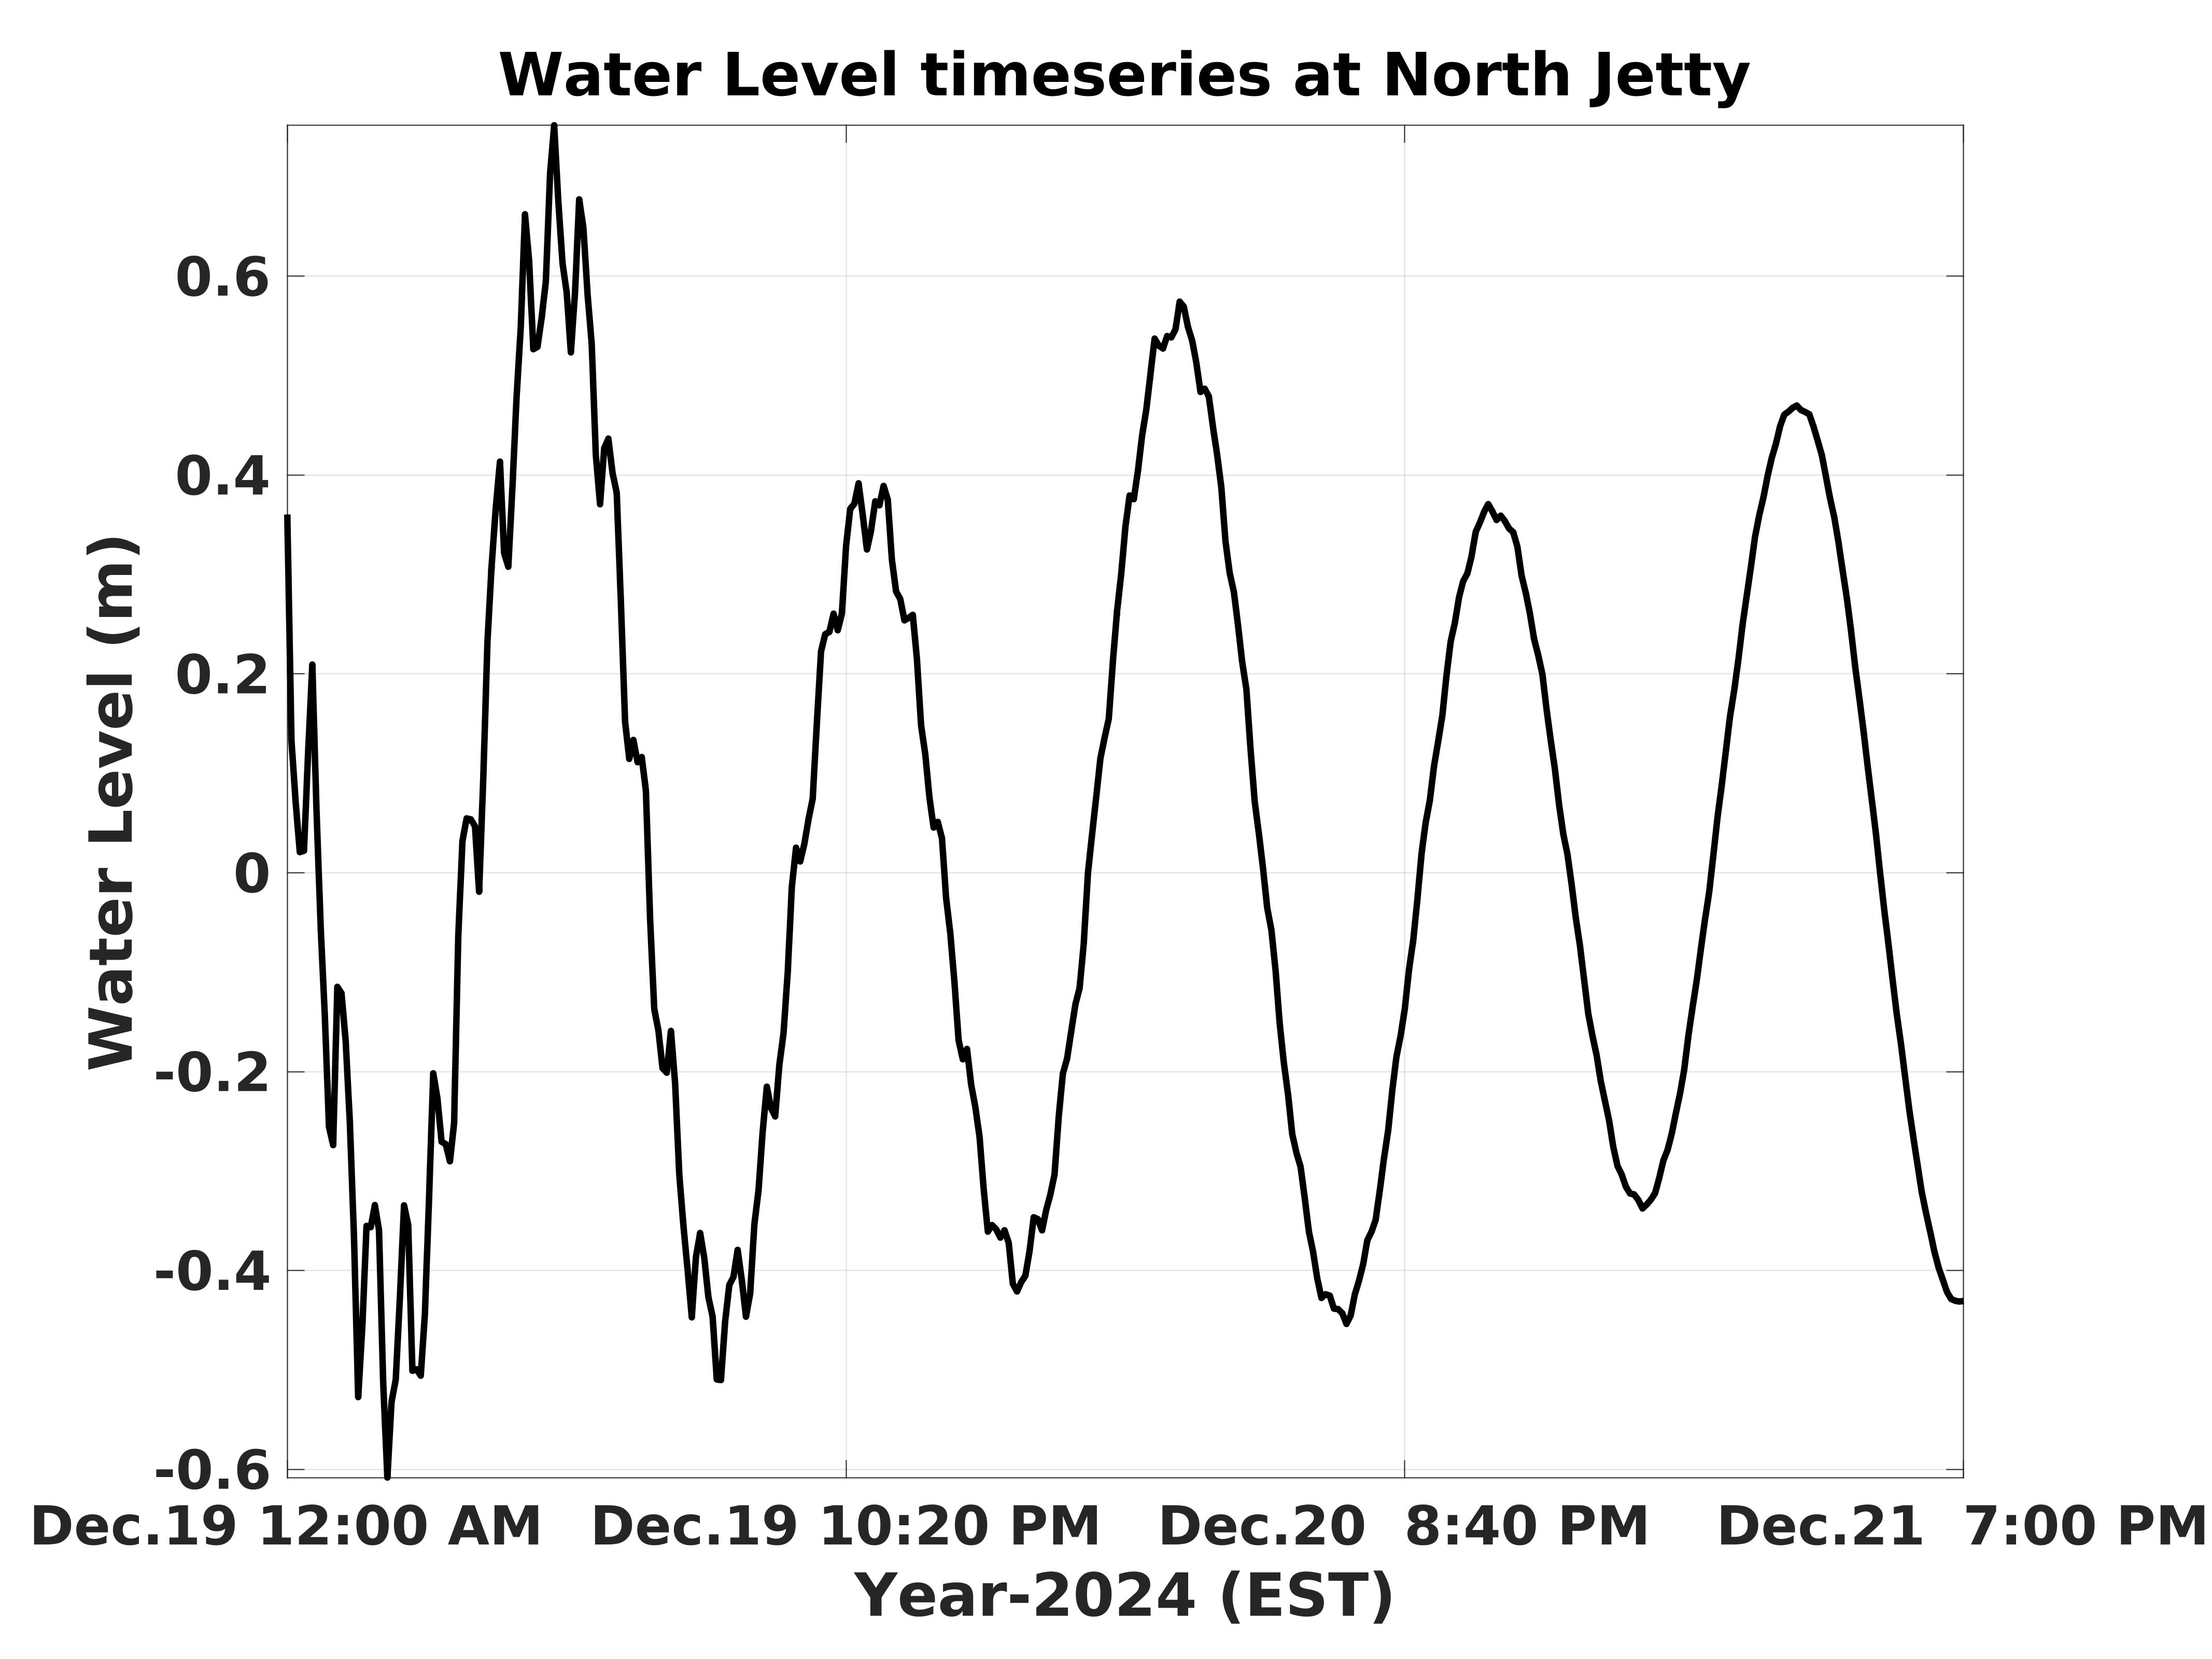 Water Level timeseries at North Jetty
0.6
0.4
0.2
0
-0.2
-0.4
-0.6
Water Level (m)
Dec.19 12:00 AM Dec.19 10:20 PM Dec.20 8:40 PM Dec.21 7:00 PM
Year-2024 (EST)